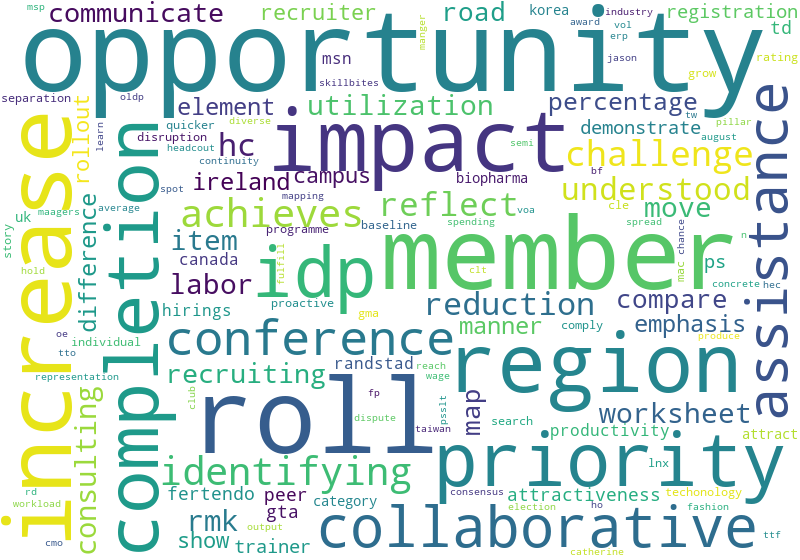 msp
communicate
recruiter
road
korea
award
industry
registration
opportunity
manger
vol
erp
jason
td
rating
grow
skillbites
msn
separation
oldp
rollout
element
utilization
percentage
tw
learn
quicker
diverse
impact
demonstrate
august
pillar
disruption
headcout
hc
semi
challenge
increase
completion
continuity
spot
ireland
campus
biopharma
bf
understood
assistance
mapping
maagers
average
achieves
reflect
cle
move
uk
story
difference
programme
baseline
voa
spending
spread
n
item
idp
member
mac
chance
canada
fulfill
clt
ps
concrete
hec
hold
labor
proactive
reduction
compare
hirings
gma
manner
comply
emphasis
oe
tto
individual
conference
region
produce
randstad
reach
wage
representation
recruiting
club
fp
psslt
map
worksheet
consulting
roll
dispute
taiwan
search
productivity
attract
identifying
priority
lnx
consensus
attractiveness
techonology
rd
workload
fertendo
peer
category
gta
rmk
output
collaborative
election
ho
fashion
cmo
show
trainer
catherine
ttf